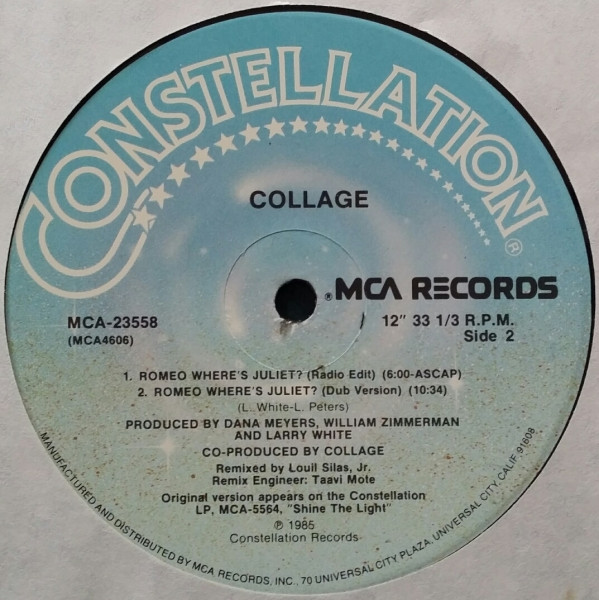 CONSTELLATION®
COLLAGE
®MCA RECORDS
MCA-23558
(MCA4606)
12" 33 1/3 R.P.M.
Side 2
1. ROMEO WHERE'S JULIET? (Radio Edit) (6:00-ASCAP)
2. ROMEO WHERE'S JULIET? (Dub Version) (10:34)
(L. White-L. Peters)
PRODUCED BY DANA MEYERS, WILLIAM ZIMMERMAN
AND LARRY WHITE
CO-PRODUCED BY COLLAGE
Remixed by Louil Silas, Jr.
Remix Engineer: Taavi Mote
Original version appears on the Constellation
LP, MCA-5564, "Shine The Light"
℗ 1985
Constellation Records
MANUFACTURED AND DISTRIBUTED BY MCA RECORDS, INC., 70 UNIVERSAL CITY PLAZA, UNIVERSAL CITY, CALIF. 91608